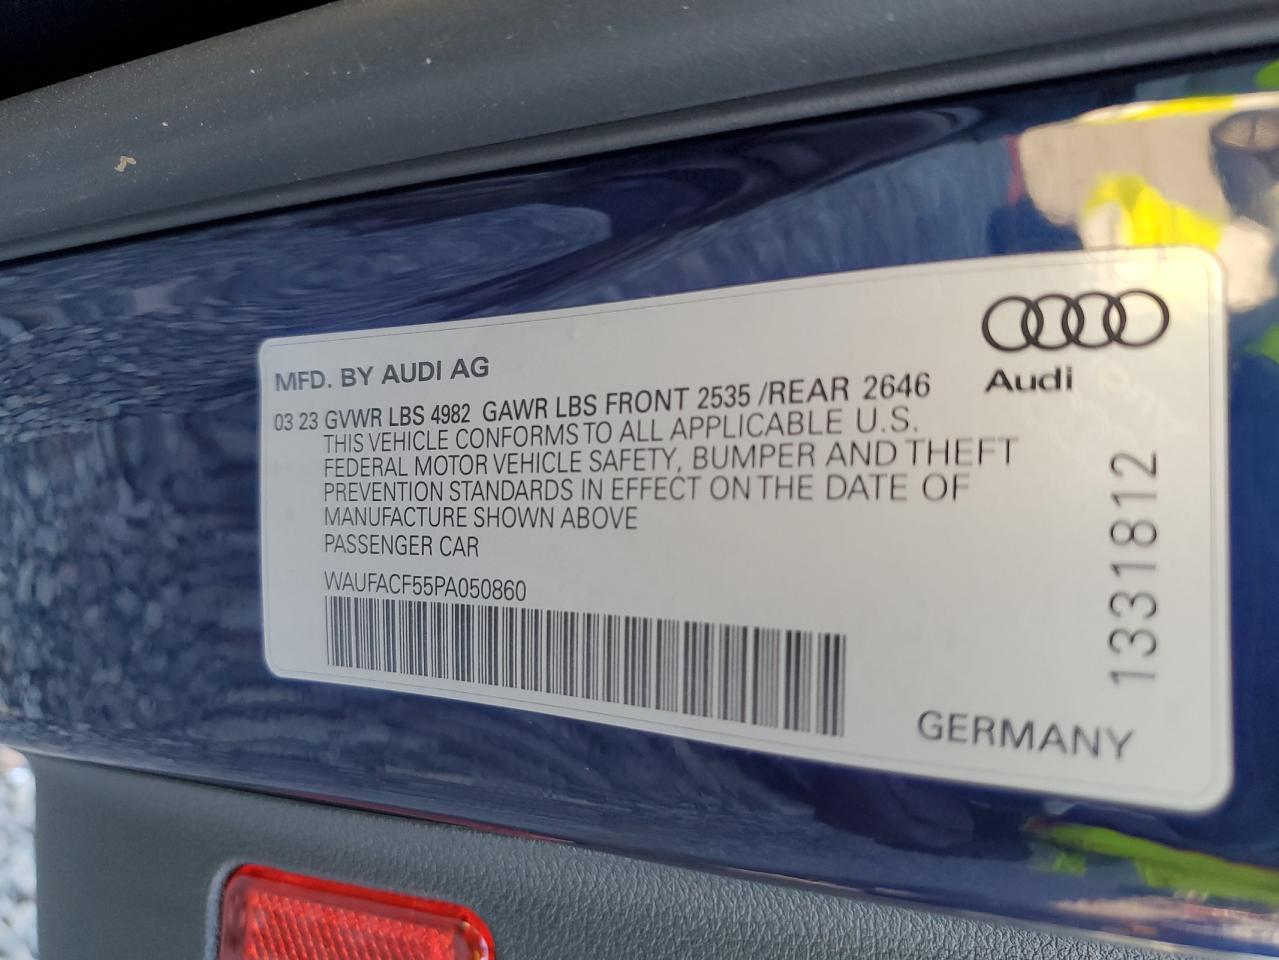 MFD. BY AUDI AG
Audi
03 23 GVWR LBS 4982 GAWR LBS FRONT 2535 /REAR 2646
THIS VEHICLE CONFORMS TO ALL APPLICABLE U.S.
FEDERAL MOTOR VEHICLE SAFETY, BUMPER AND THEFT
PREVENTION STANDARDS IN EFFECT ON THE DATE OF
MANUFACTURE SHOWN ABOVE
PASSENGER CAR
WAUFACF55PA050860
1331812
GERMANY